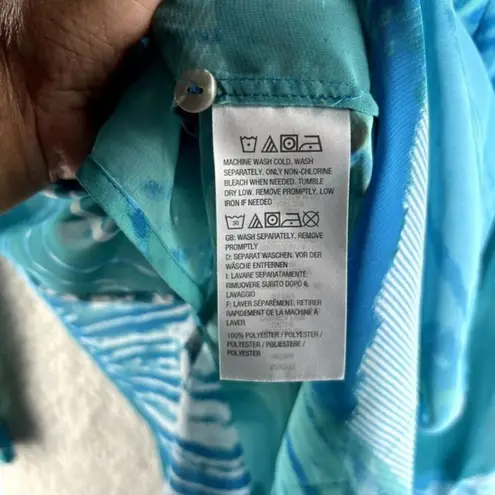 MACHINE WASH COLD, WASH
SEPARATELY. ONLY NON-CHLORINE
BLEACH WHEN NEEDED. TUMBLE
DRY LOW. REMOVE PROMPTLY, LOW
IRON IF NEEDED
30
GB: WASH SEPARATELY, REMOVE
PROMPTLY
D: SEPARAT WASCHEN. VOR DER
WÄSCHE ENTFERNEN
I: LAVARE SEPARATAMENTE
RIMUOVERE SUBITO DOPO IL
LAVAGGIO
F: LAVER SÉPARÉMENT, RETIRER
RAPIDEMENT DE LA MACHINE À
LAVER
100% POLYESTER / POLYESTER /
POLYESTER / POLIESTERE /
POLYESTER